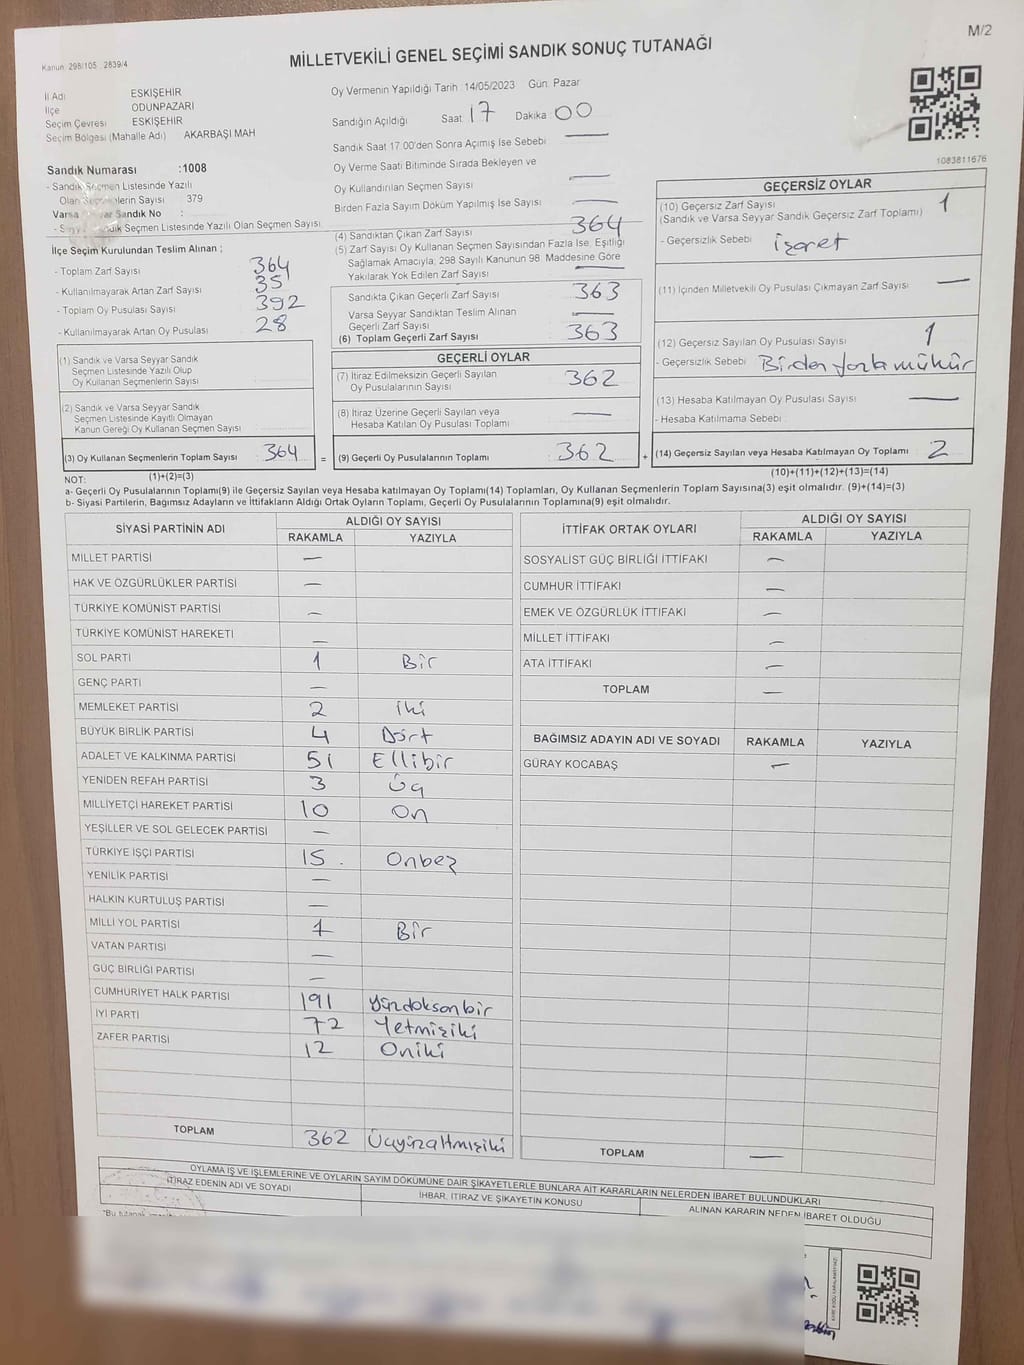 M/2
Kanun 298/105 2839/4
MİLLETVEKİLİ GENEL SEÇİMİ SANDIK SONUÇ TUTANAĞI
İl Adı ESKİŞEHİR
İlçe ODUNPAZARI
Seçim Çevresi ESKİŞEHİR
Seçim Bölgesi (Mahalle Adı) AKARBAŞI MAH
Sandık Numarası :1008
- Sandık Seçmen Listesinde Yazılı
Olan Seçmenlerin Sayısı 379
Varsa Seyyar Sandık No :
- Seyyar Sandık Seçmen Listesinde Yazılı Olan Seçmen Sayısı
İlçe Seçim Kurulundan Teslim Alınan ;
- Toplam Zarf Sayısı 364
- Kullanılmayarak Artan Zarf Sayısı 35
- Toplam Oy Pusulası Sayısı 392
- Kullanılmayarak Artan Oy Pusulası 28
(1) Sandık ve Varsa Seyyar Sandık
Seçmen Listesinde Yazılı Olup
Oy Kullanan Seçmenlerin Sayısı
(2) Sandık ve Varsa Seyyar Sandık
Seçmen Listesinde Kayıtlı Olmayan
Kanun Gereği Oy Kullanan Seçmen Sayısı
(3) Oy Kullanan Seçmenlerin Toplam Sayısı 364 =
(1)+(2)=(3)
Oy Vermenin Yapıldığı Tarih 14/05/2023 Gün: Pazar
Sandığın Açıldığı Saat 17 Dakika 00
Sandık Saat 17:00'den Sonra Açımış İse Sebebi —
Oy Verme Saati Bitiminde Sırada Bekleyen ve
Oy Kullandırılan Seçmen Sayısı —
Birden Fazla Sayım Döküm Yapılmış İse Sayısı —
(4) Sandıktan Çıkan Zarf Sayısı 364
(5) Zarf Sayısı Oy Kullanan Seçmen Sayısından Fazla İse, Eşitliği
Sağlamak Amacıyla; 298 Sayılı Kanunun 98. Maddesine Göre
Yakılarak Yok Edilen Zarf Sayısı —
Sandıkta Çıkan Geçerli Zarf Sayısı 363
Varsa Seyyar Sandıktan Teslim Alınan
Geçerli Zarf Sayısı —
(6) Toplam Geçerli Zarf Sayısı 363
GEÇERLİ OYLAR
(7) İtiraz Edilmeksizin Geçerli Sayılan
Oy Pusulalarının Sayısı 362
(8) İtiraz Üzerine Geçerli Sayılan veya
Hesaba Katılan Oy Pusulası Toplamı —
(9) Geçerli Oy Pusulalarının Toplamı 362 +
1083811676
GEÇERSİZ OYLAR
(10) Geçersiz Zarf Sayısı 1
(Sandık ve Varsa Seyyar Sandık Geçersiz Zarf Toplamı)
- Geçersizlik Sebebi işaret
(11) İçinden Milletvekili Oy Pusulası Çıkmayan Zarf Sayısı —
(12) Geçersiz Sayılan Oy Pusulası Sayısı 1
- Geçersizlik Sebebi Birden fazla mühür
(13) Hesaba Katılmayan Oy Pusulası Sayısı —
- Hesaba Katılmama Sebebi
(14) Geçersiz Sayılan veya Hesaba Katılmayan Oy Toplamı 2
(10)+(11)+(12)+(13)=(14)
NOT:
a- Geçerli Oy Pusulalarının Toplamı(9) ile Geçersiz Sayılan veya Hesaba katılmayan Oy Toplamı(14) Toplamları, Oy Kullanan Seçmenlerin Toplam Sayısına(3) eşit olmalıdır. (9)+(14)=(3)
b- Siyasi Partilerin, Bağımsız Adayların ve İttifakların Aldığı Ortak Oyların Toplamı, Geçerli Oy Pusulalarının Toplamına(9) eşit olmalıdır.
SİYASİ PARTİNİN ADI ALDIĞI OY SAYISI
RAKAMLA YAZIYLA
MİLLET PARTİSİ —
HAK VE ÖZGÜRLÜKLER PARTİSİ —
TÜRKİYE KOMÜNİST PARTİSİ —
TÜRKİYE KOMÜNİST HAREKETİ —
SOL PARTİ 1 Bir
GENÇ PARTİ —
MEMLEKET PARTİSİ 2 iki
BÜYÜK BİRLİK PARTİSİ 4 Dört
ADALET VE KALKINMA PARTİSİ 51 Ellibir
YENİDEN REFAH PARTİSİ 3 Üç
MİLLİYETÇİ HAREKET PARTİSİ 10 On
YEŞİLLER VE SOL GELECEK PARTİSİ —
TÜRKİYE İŞÇİ PARTİSİ 15. Onbeş
YENİLİK PARTİSİ —
HALKIN KURTULUŞ PARTİSİ —
MİLLİ YOL PARTİSİ 1 Bir
VATAN PARTİSİ —
GÜÇ BİRLİĞİ PARTİSİ —
CUMHURİYET HALK PARTİSİ 191 Yüzdoksanbir
İYİ PARTİ 72 Yetmişiki
ZAFER PARTİSİ 12 Oniki
TOPLAM 362 Üçyüzaltmışiki
İTTİFAK ORTAK OYLARI ALDIĞI OY SAYISI
RAKAMLA YAZIYLA
SOSYALİST GÜÇ BİRLİĞİ İTTİFAKI —
CUMHUR İTTİFAKI —
EMEK VE ÖZGÜRLÜK İTTİFAKI —
MİLLET İTTİFAKI —
ATA İTTİFAKI —
TOPLAM —
BAĞIMSIZ ADAYIN ADI VE SOYADI RAKAMLA YAZIYLA
GÜRAY KOCABAŞ —
TOPLAM —
OYLAMA İŞ VE İŞLEMLERİNE VE OYLARIN SAYIM DÖKÜMÜNE DAİR ŞİKAYETLERLE BUNLARA AİT KARARLARIN NELERDEN İBARET BULUNDUKLARI
İTİRAZ EDENİN ADI VE SOYADI İHBAR, İTİRAZ VE ŞİKAYETİN KONUSU ALINAN KARARIN NEDEN İBARET OLDUĞU
"Bu tutanak